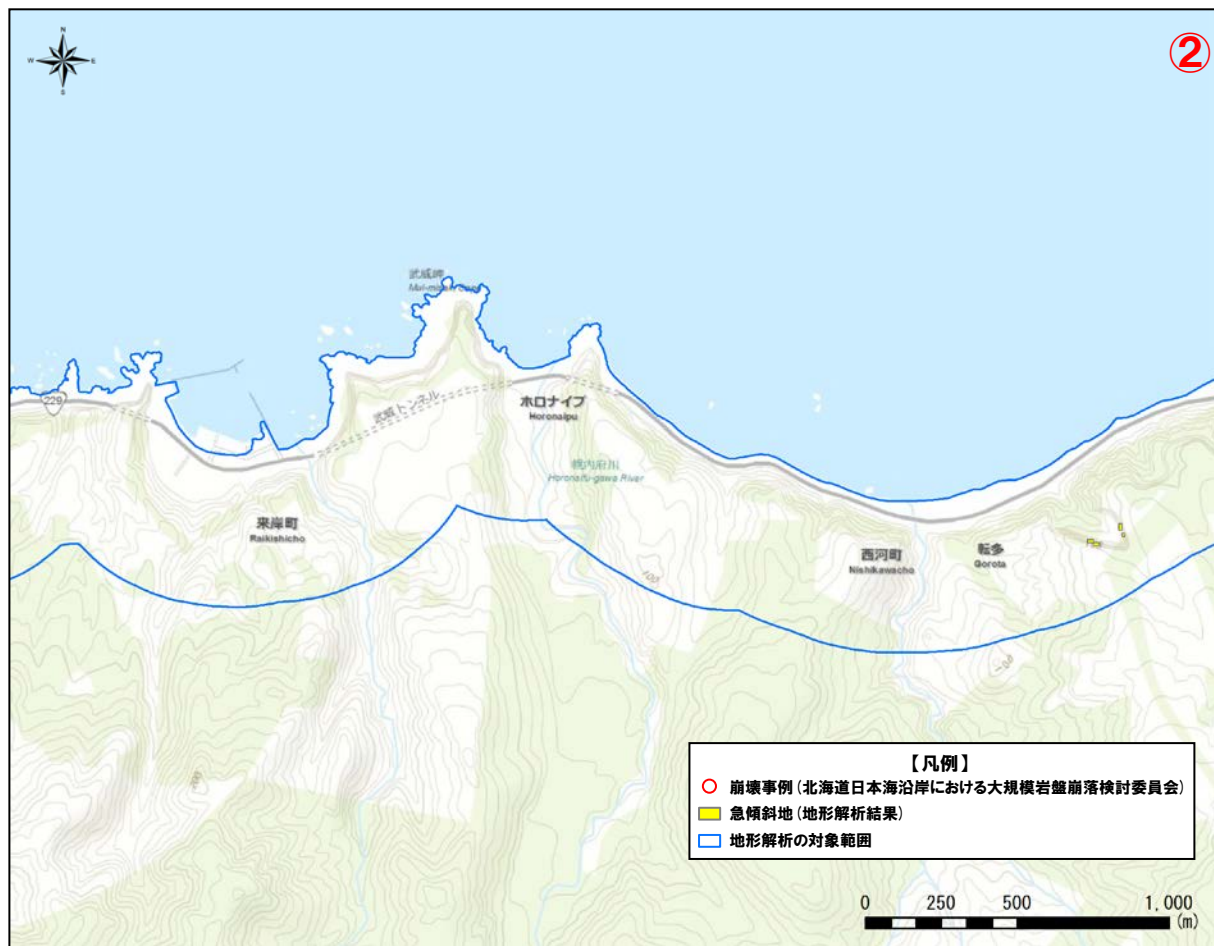 N
W E
S
②
武威岬
229
武威トンネル
ホロナイプ
Horonaipu
幌内府川
Horonaifu-gawa River
来岸町
Raikishicho
西河町
Nishikawacho
転多
Gorota
-100-
-100-
【凡例】
崩壊事例(北海道日本海沿岸における大規模岩盤崩落検討委員会)
急傾斜地(地形解析結果)
地形解析の対象範囲
0 250 500 1,000
(m)